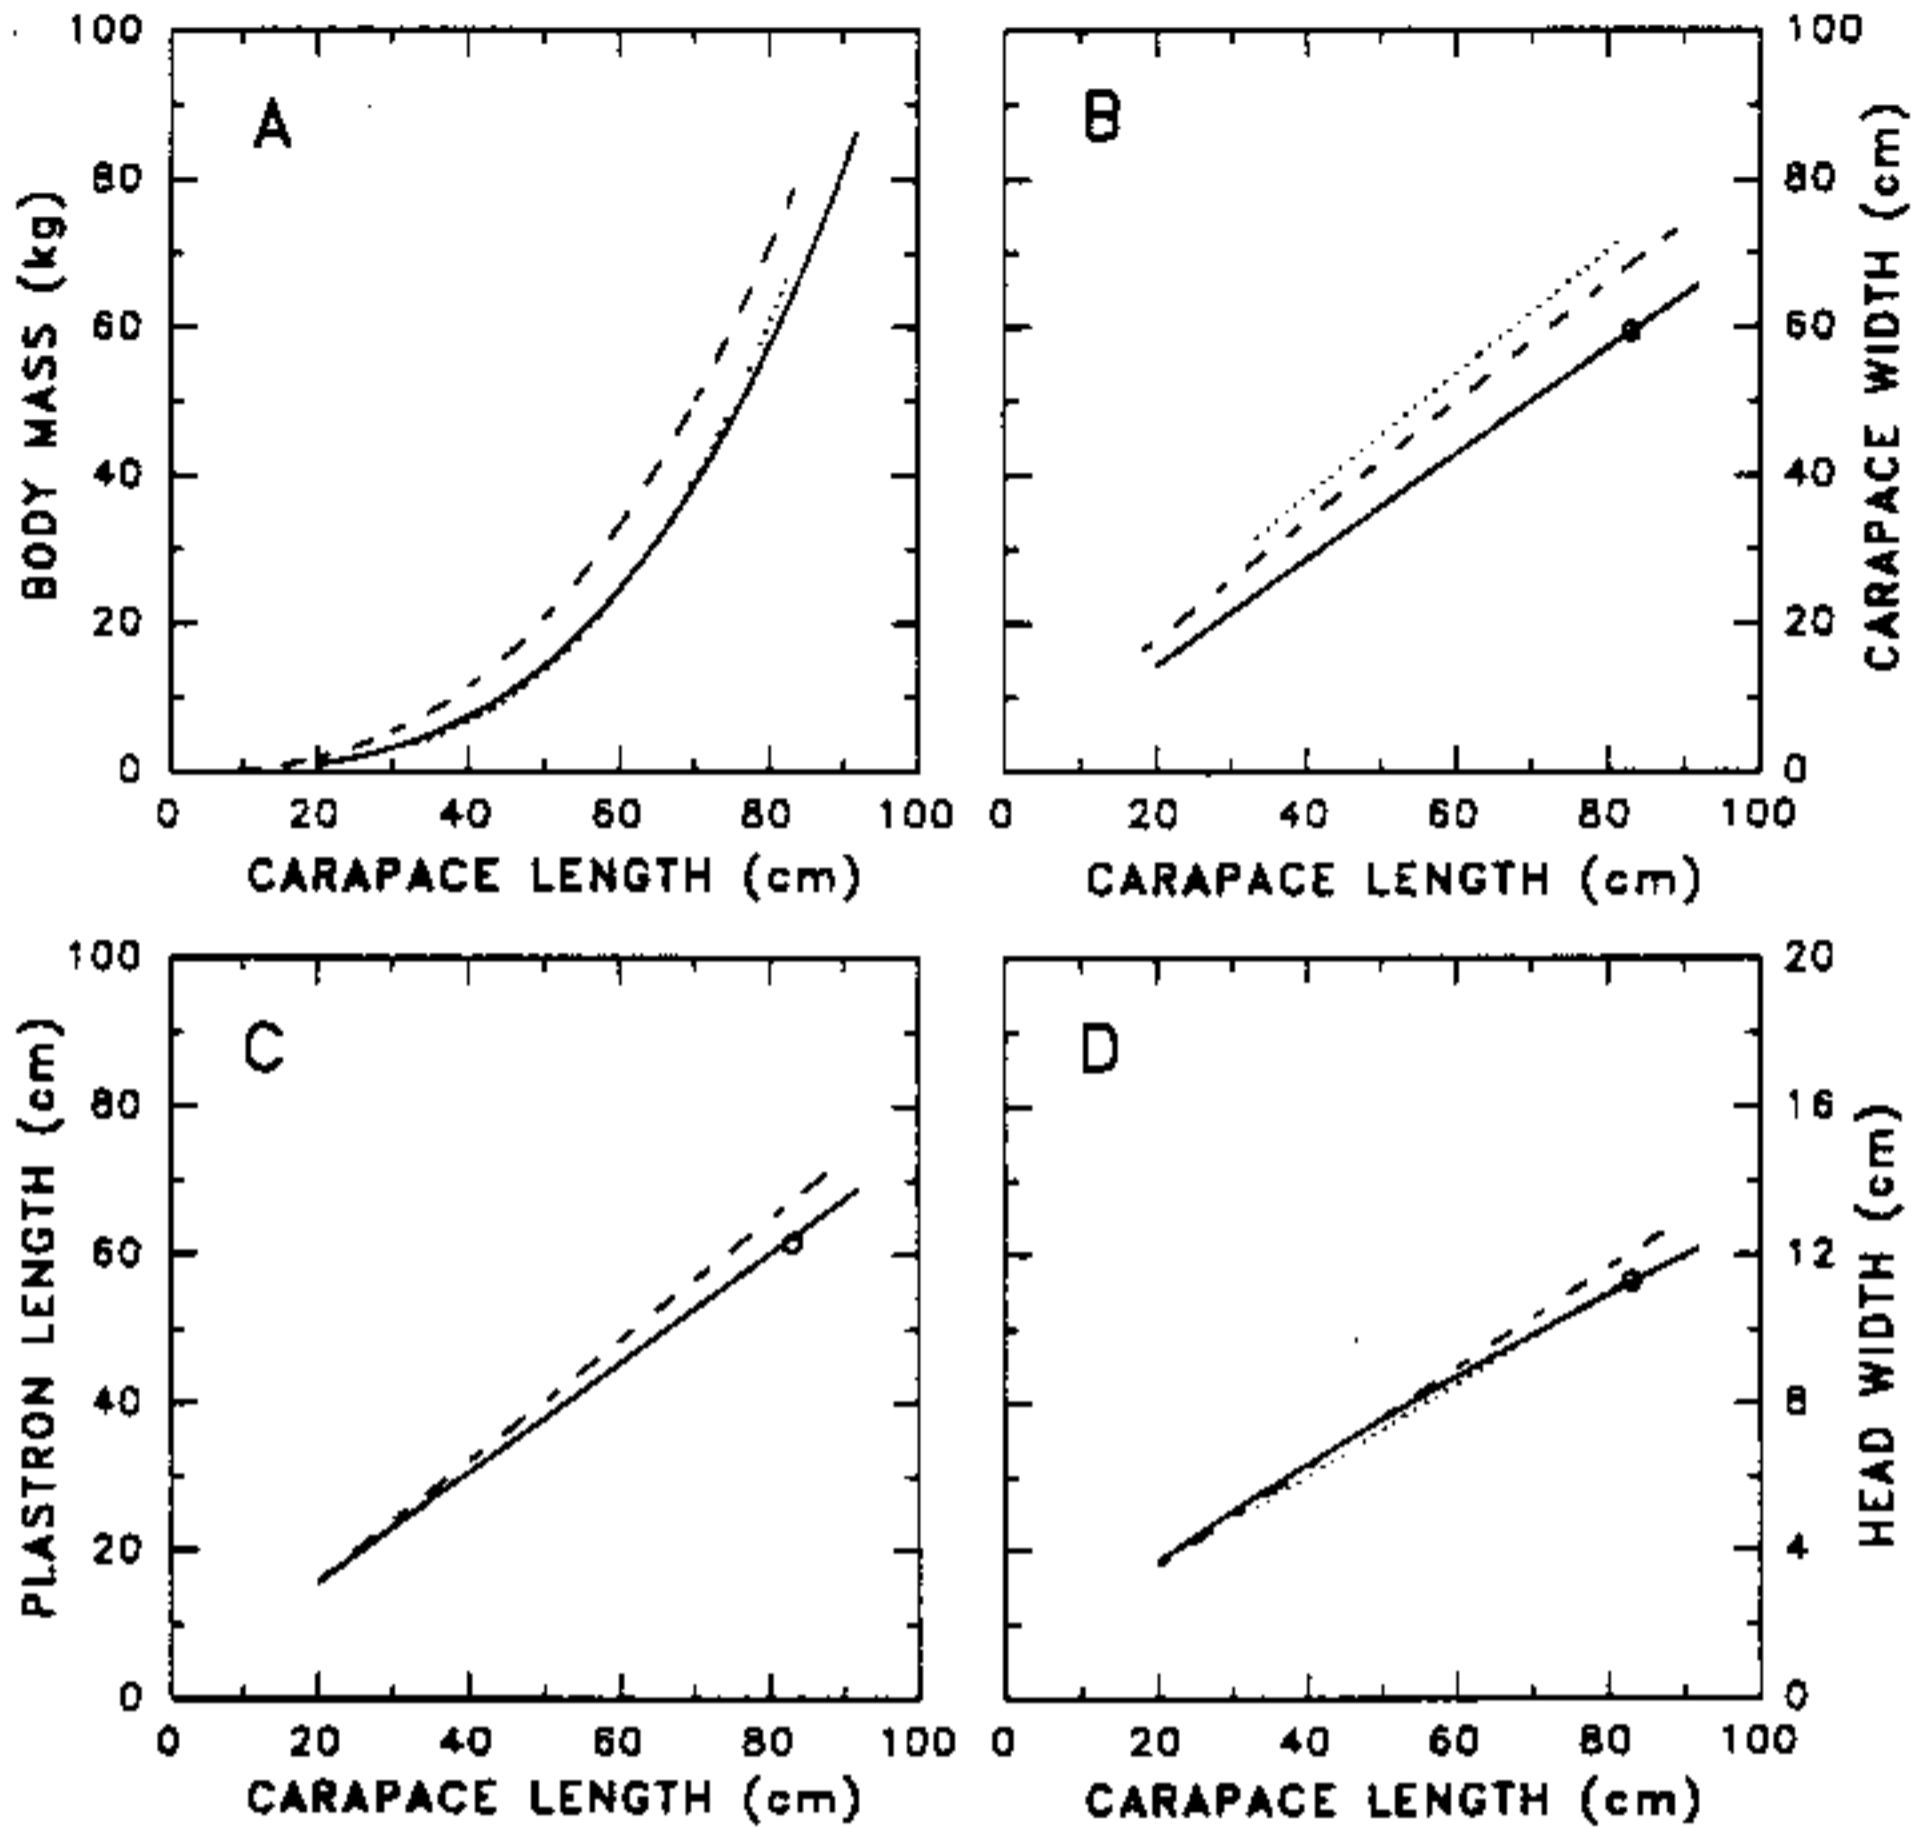 A
BODY MASS (kg)
100
80
60
40
20
0
0 20 40 60 80 100
CARAPACE LENGTH (cm)
B
100
80
60
40
20
0
CARAPACE WIDTH (cm)
0 20 40 60 80 100
CARAPACE LENGTH (cm)
C
PLASTRON LENGTH (cm)
100
80
60
40
20
0
0 20 40 60 80 100
CARAPACE LENGTH (cm)
D
20
16
12
8
4
0
HEAD WIDTH (cm)
0 20 40 60 80 100
CARAPACE LENGTH (cm)